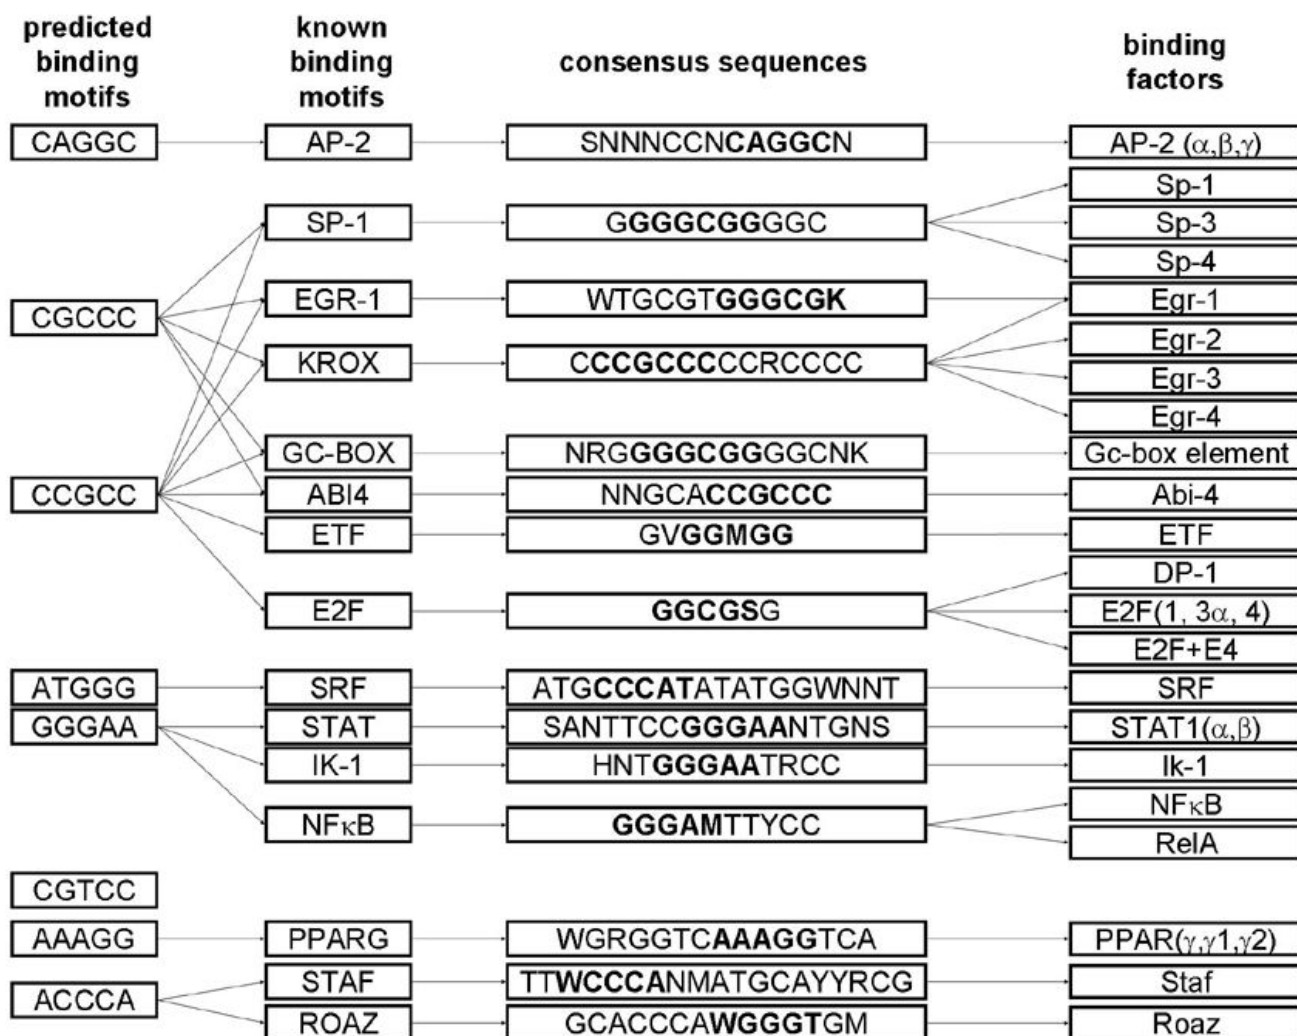 predicted binding motifs
known binding motifs
consensus sequences
binding factors
CAGGC
AP-2
SNNNCCNCAGGCN
AP-2 (α,β,γ)
CGCCC
SP-1
GGGGCGGGGC
Sp-1
Sp-3
Sp-4
EGR-1
WTGCGTGGGCGK
Egr-1
KROX
CCCGCCCCCRCCCC
Egr-2
Egr-3
Egr-4
CCGCC
GC-BOX
NRGGGGCGGGGCNK
Gc-box element
ABI4
NNGCACCGCCC
Abi-4
ETF
GVGGMGG
ETF
E2F
GGCGSG
DP-1
E2F(1, 3α, 4)
E2F+E4
ATGGG
SRF
ATGCCCATATATGGWNNT
SRF
GGGAA
STAT
SANTTCCGGGAANTGNS
STAT1(α,β)
IK-1
HNTGGGAATRCC
Ik-1
NFκB
GGGAMTTYCC
NFκB
RelA
CGTCC
AAAGG
PPARG
WGRGGTCAAAGGTCA
PPAR(γ,γ1,γ2)
ACCCA
STAF
TTWCCCANMATGCAYYRCG
Staf
ROAZ
GCACCCAWGGGTGM
Roaz